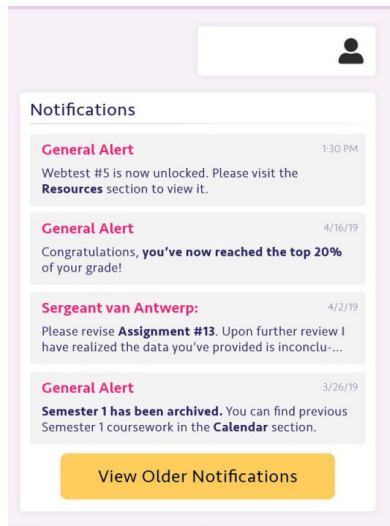 Notifications
General Alert 1:30 PM
Webtest #5 is now unlocked. Please visit the
Resources section to view it.
General Alert 4/16/19
Congratulations, you've now reached the top 20%
of your grade!
Sergeant van Antwerp: 4/2/19
Please revise Assignment #13. Upon further review I
have realized the data you've provided is inconclu-...
General Alert 3/26/19
Semester 1 has been archived. You can find previous
Semester 1 coursework in the Calendar section.
View Older Notifications